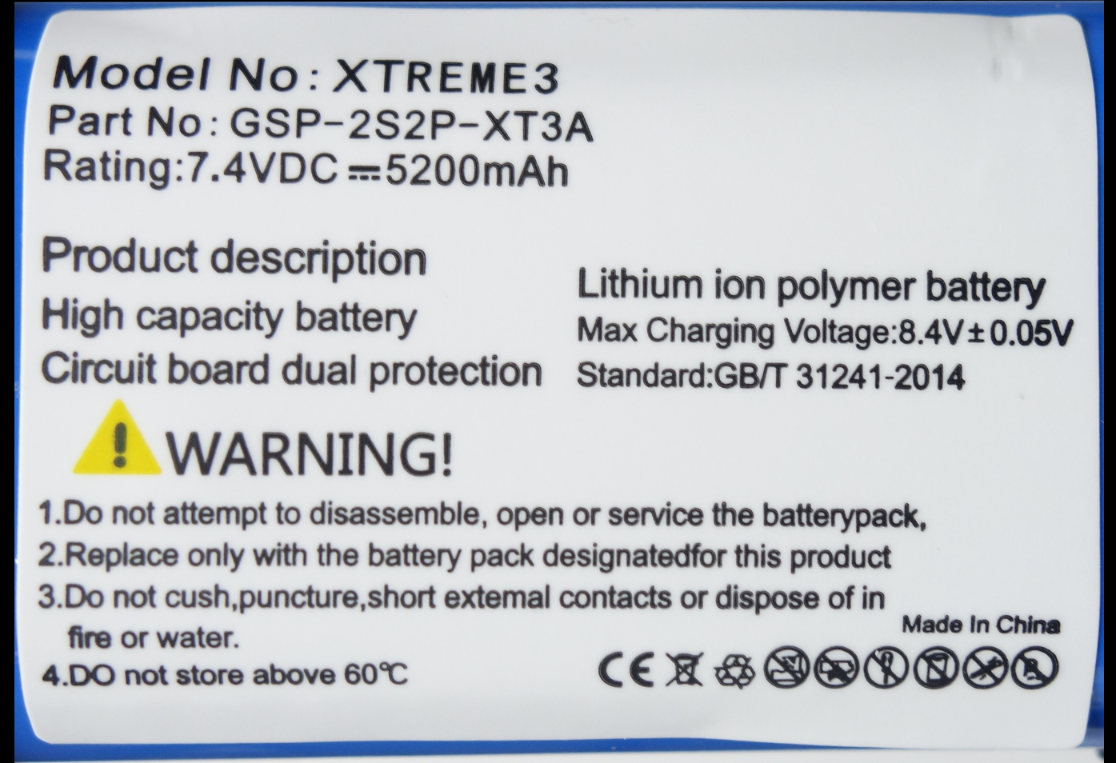 Model No: XTREME3
Part No: GSP-2S2P-XT3A
Rating:7.4VDC⎓5200mAh
Product description
High capacity battery
Circuit board dual protection
Lithium ion polymer battery
Max Charging Voltage:8.4V±0.05V
Standard:GB/T 31241-2014
WARNING!
1.Do not attempt to disassemble, open or service the batterypack,
2.Replace only with the battery pack designatedfor this product
3.Do not cush,puncture,short extemal contacts or dispose of in
fire or water.
4.DO not store above 60℃
Made In China
CE